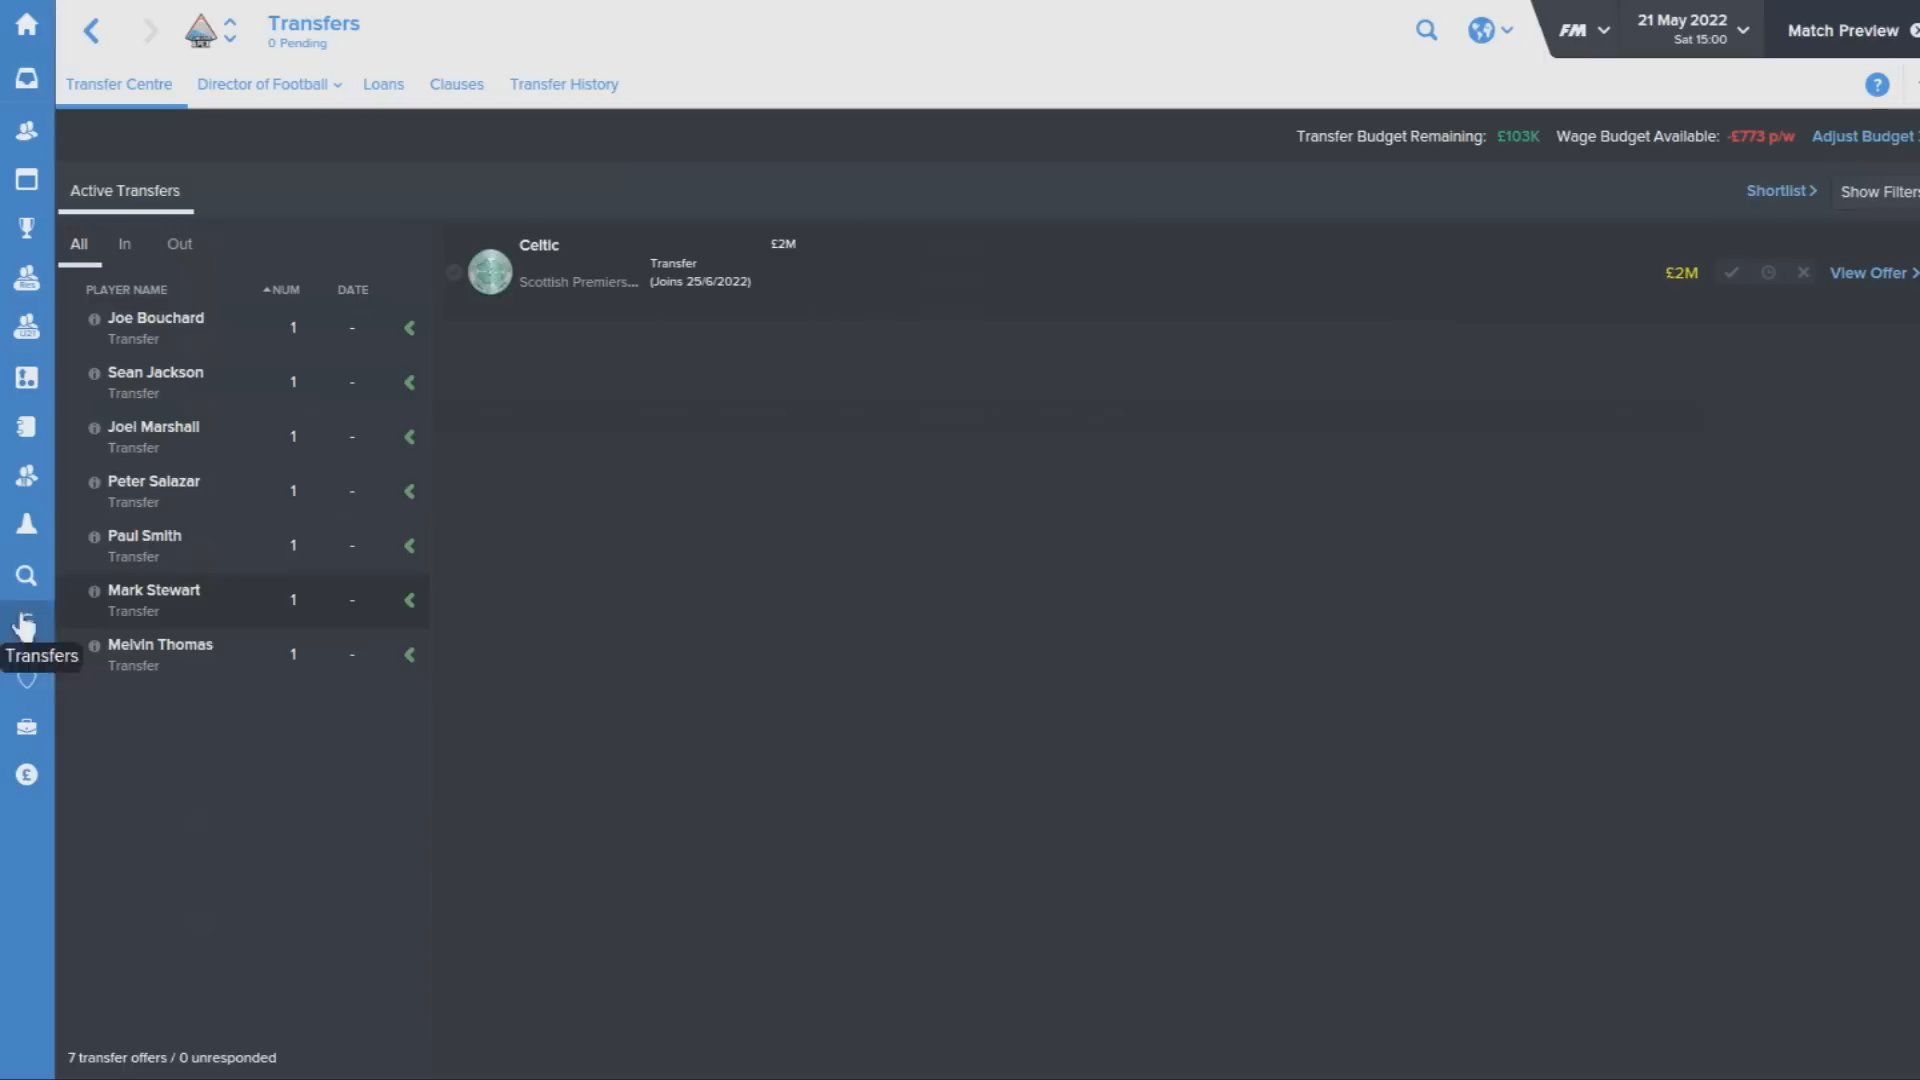 Transfers
0 Pending
FM
21 May 2022
Sat 15:00
Match Preview
Transfer Centre
Director of Football
Loans
Clauses
Transfer History
?
Transfer Budget Remaining: £103K Wage Budget Available: -£773 p/w Adjust Budget
Active Transfers
Shortlist
Show Filters
All In Out
PLAYER NAME NUM DATE
Joe Bouchard 1 -
Transfer
Sean Jackson 1 -
Transfer
Joel Marshall 1 -
Transfer
Peter Salazar 1 -
Transfer
Paul Smith 1 -
Transfer
Mark Stewart 1 -
Transfer
Melvin Thomas 1 -
Transfer
Celtic
Scottish Premiers...
Transfer
(Joins 25/6/2022)
£2M
£2M
View Offer
Res
U21
Transfers
£
7 transfer offers / 0 unresponded